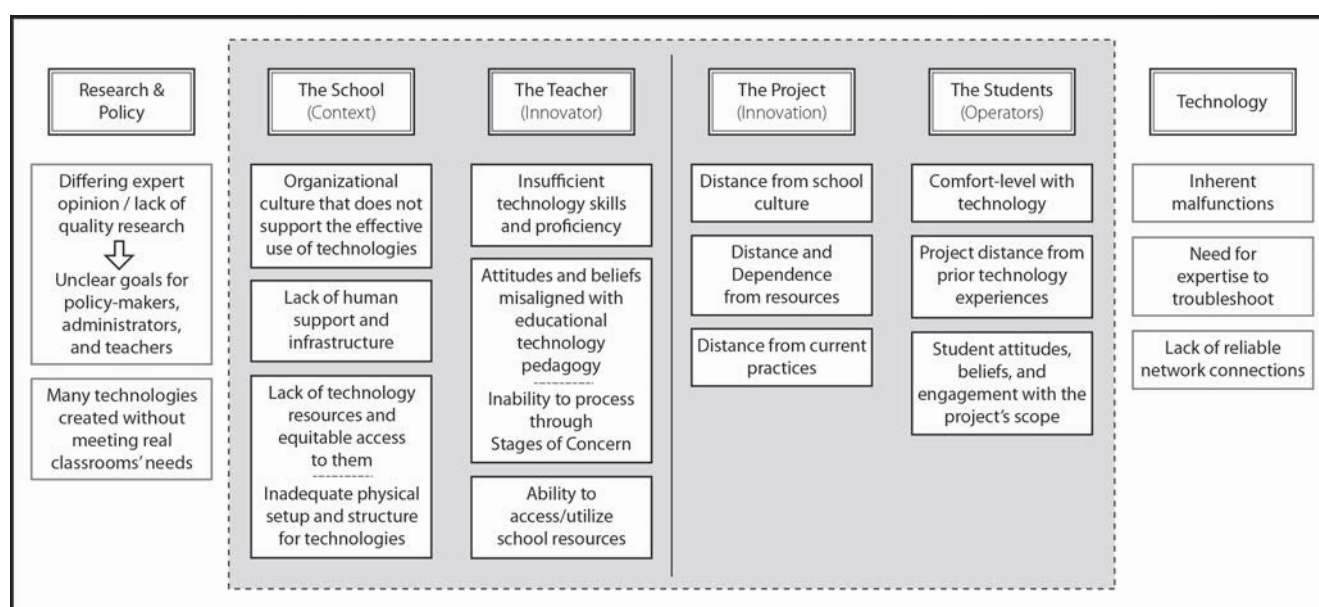 Research &
Policy
Differing expert
opinion / lack of
quality research
Unclear goals for
policy-makers,
administrators,
and teachers
Many technologies
created without
meeting real
classrooms' needs
The School
(Context)
Organizational
culture that does not
support the effective
use of technologies
Lack of human
support and
infrastructure
Lack of technology
resources and
equitable access
to them
Inadequate physical
setup and structure
for technologies
The Teacher
(Innovator)
Insufficient
technology skills
and proficiency
Attitudes and beliefs
misaligned with
educational
technology
pedagogy
Inability to process
through
Stages of Concern
Ability to
access/utilize
school resources
The Project
(Innovation)
Distance from school
culture
Distance and
Dependence
from resources
Distance from current
practices
The Students
(Operators)
Comfort-level with
technology
Project distance from
prior technology
experiences
Student attitudes,
beliefs, and
engagement with the
project's scope
Technology
Inherent
malfunctions
Need for
expertise to
troubleshoot
Lack of reliable
network connections